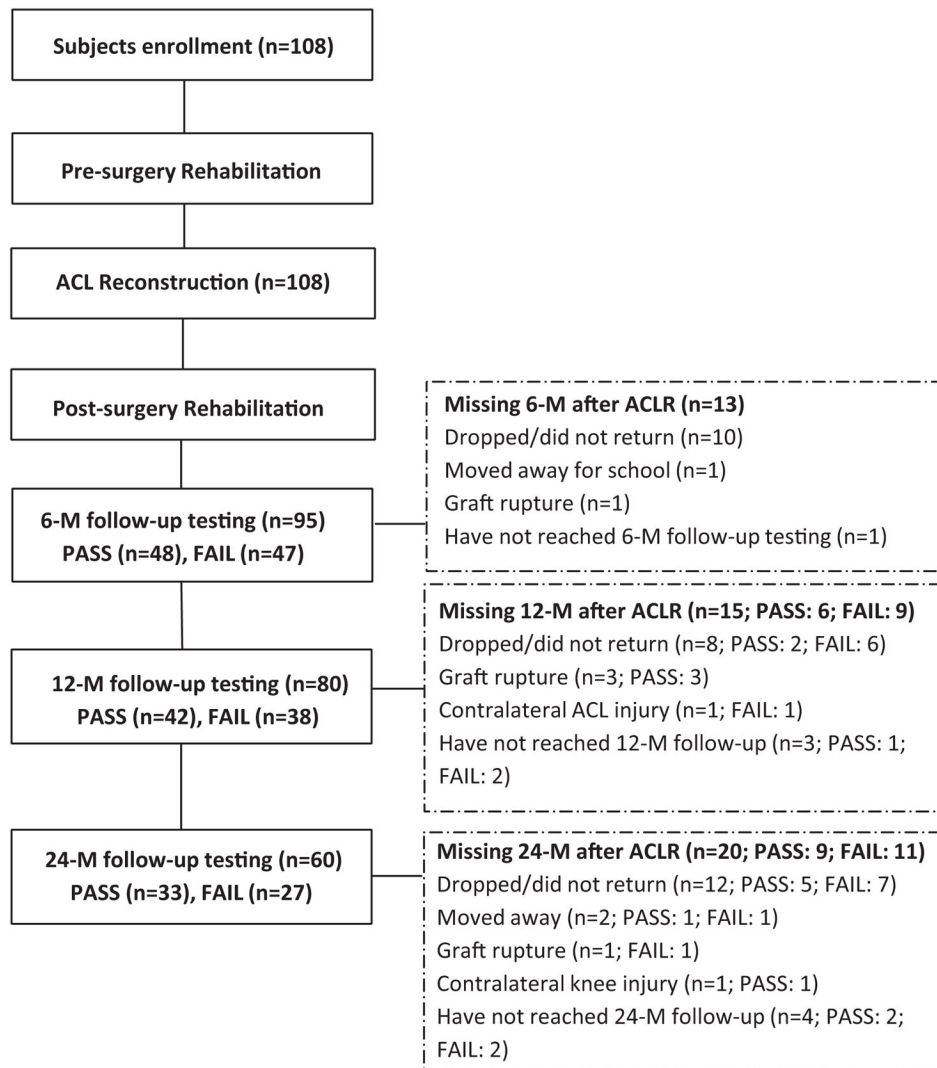 Subjects enrollment (n=108)
Pre-surgery Rehabilitation
ACL Reconstruction (n=108)
Post-surgery Rehabilitation
Missing 6-M after ACLR (n=13)
Dropped/did not return (n=10)
Moved away for school (n=1)
Graft rupture (n=1)
Have not reached 6-M follow-up testing (n=1)
6-M follow-up testing (n=95)
PASS (n=48), FAIL (n=47)
Missing 12-M after ACLR (n=15; PASS: 6; FAIL: 9)
Dropped/did not return (n=8; PASS: 2; FAIL: 6)
Graft rupture (n=3; PASS: 3)
Contralateral ACL injury (n=1; FAIL: 1)
Have not reached 12-M follow-up (n=3; PASS: 1;
FAIL: 2)
12-M follow-up testing (n=80)
PASS (n=42), FAIL (n=38)
Missing 24-M after ACLR (n=20; PASS: 9; FAIL: 11)
Dropped/did not return (n=12; PASS: 5; FAIL: 7)
Moved away (n=2; PASS: 1; FAIL: 1)
Graft rupture (n=1; FAIL: 1)
Contralateral knee injury (n=1; PASS: 1)
Have not reached 24-M follow-up (n=4; PASS: 2;
FAIL: 2)
24-M follow-up testing (n=60)
PASS (n=33), FAIL (n=27)